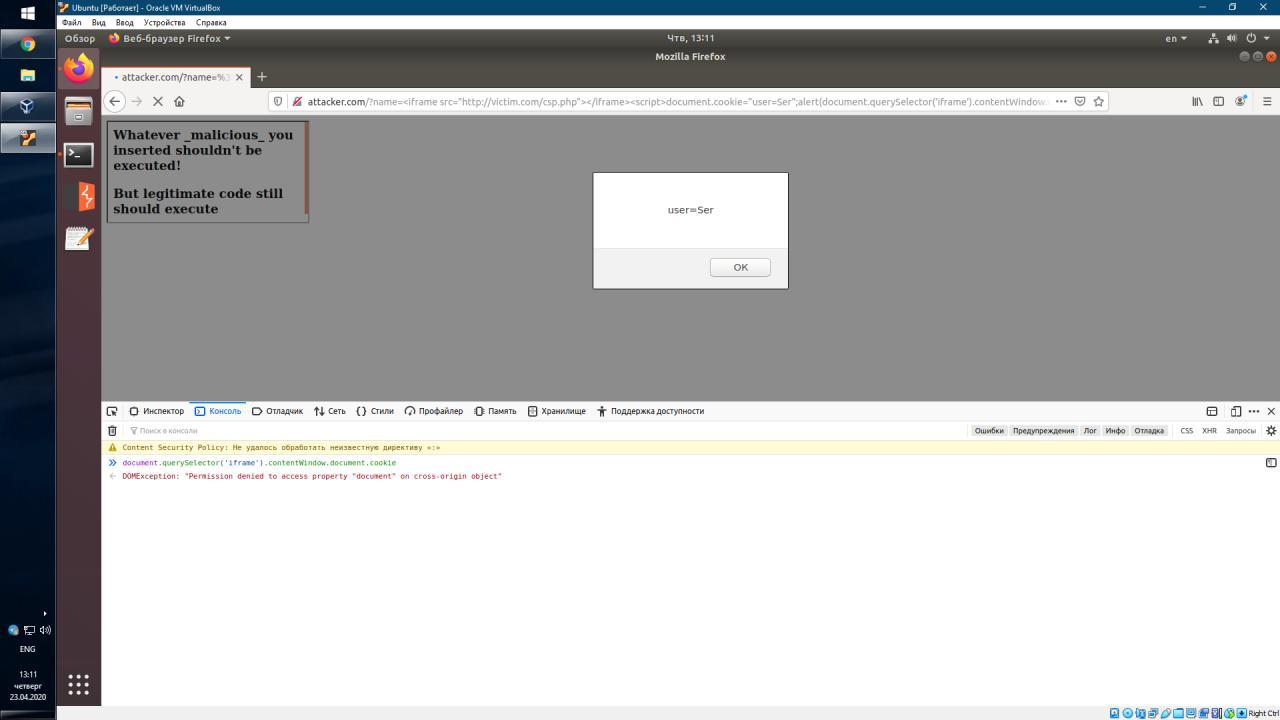 Ubuntu [Работает] - Oracle VM VirtualBox
Файл Вид Ввод Устройства Справка
Обзор Веб-браузер Firefox Чтв, 13:11 en
Mozilla Firefox
attacker.com/?name=%3
attacker.com/?name=<iframe src="http://victim.com/csp.php"></iframe><script>document.cookie="user=Ser";alert(document.querySelector('iframe').contentWindow.
Whatever _malicious_ you
inserted shouldn't be
executed!
But legitimate code still
should execute
user=Ser
OK
Инспектор Консоль Отладчик Сеть Стили Профайлер Память Хранилище Поддержка доступности
Поиск в консоли Ошибки Предупреждения Лог Инфо Отладка CSS XHR Запросы
Content Security Policy: Не удалось обработать неизвестную директиву «:»
document.querySelector('iframe').contentWindow.document.cookie
DOMException: "Permission denied to access property "document" on cross-origin object"
ENG
13:11
четверг
23.04.2020
Right Ctrl